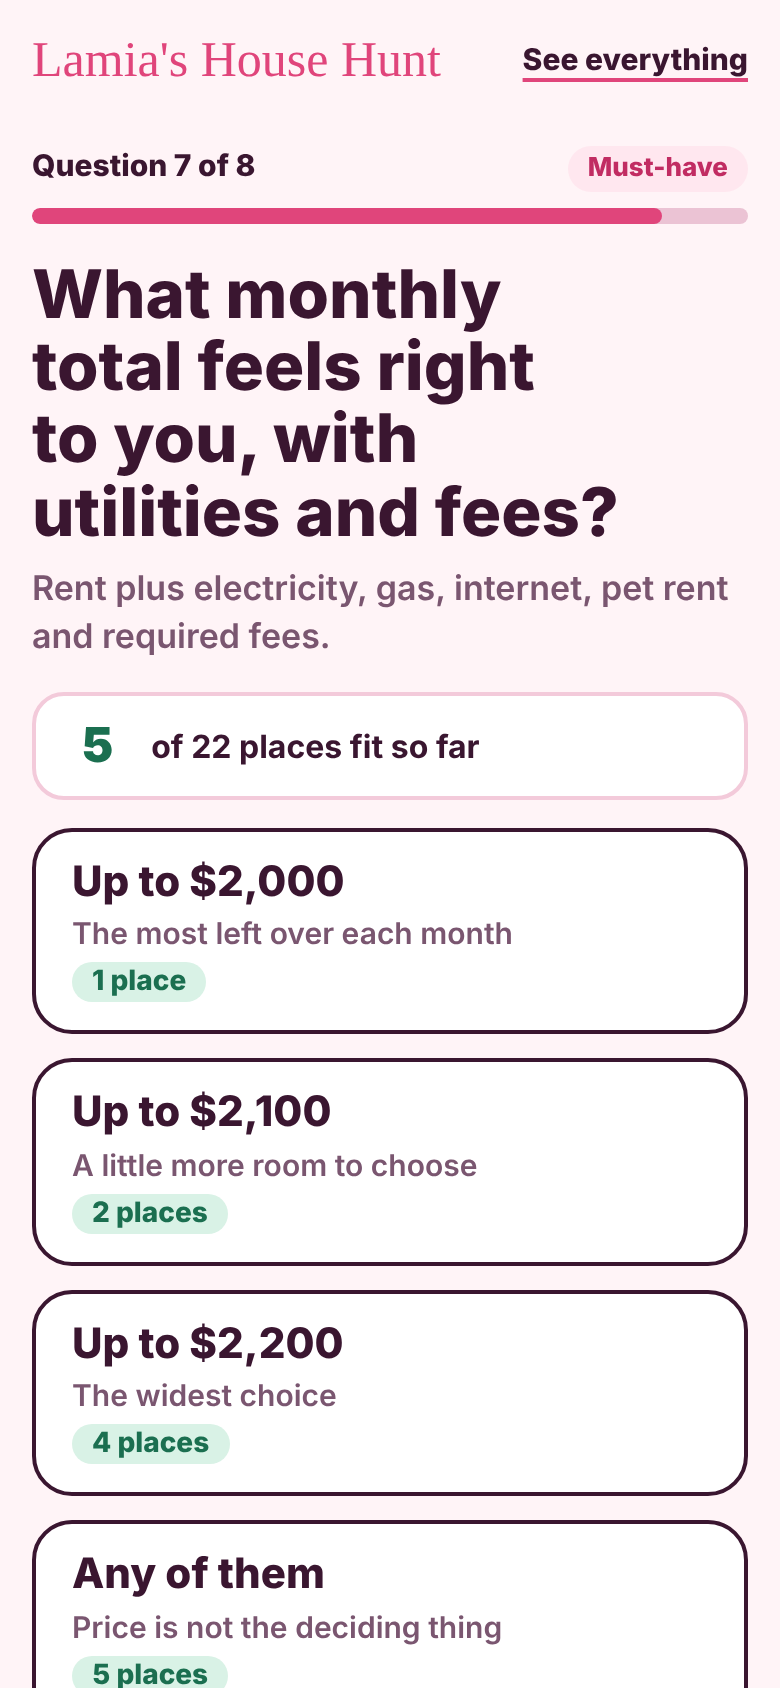 Lamia's House Hunt
See everything
Question 7 of 8
Must-have
What monthly
total feels right
to you, with
utilities and fees?
Rent plus electricity, gas, internet, pet rent
and required fees.
5 of 22 places fit so far
Up to $2,000
The most left over each month
1 place
Up to $2,100
A little more room to choose
2 places
Up to $2,200
The widest choice
4 places
Any of them
Price is not the deciding thing
5 places